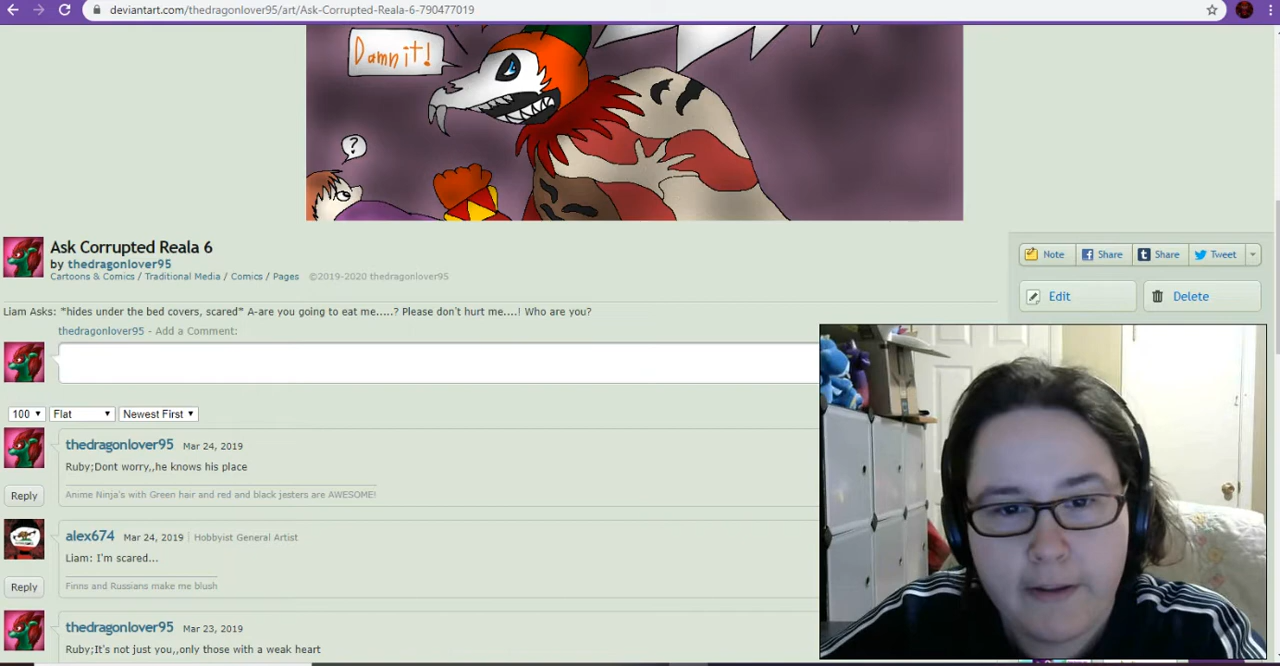 deviantart.com/thedragonlover95/art/Ask-Corrupted-Reala-6-790477019
Damn it!
?
Ask Corrupted Reala 6
by thedragonlover95
Cartoons & Comics / Traditional Media / Comics / Pages ©2019-2020 thedragonlover95
Note
Share
Share
Tweet
Edit
Delete
Liam Asks: *hides under the bed covers, scared* A-are you going to eat me.....? Please don't hurt me....! Who are you?
thedragonlover95 - Add a Comment:
100
Flat
Newest First
thedragonlover95 Mar 24, 2019
Ruby;Dont worry,,he knows his place
Reply
Anime Ninja's with Green hair and red and black jesters are AWESOME!
alex674 Mar 24, 2019 Hobbyist General Artist
Liam: I'm scared...
Reply
Finns and Russians make me blush
thedragonlover95 Mar 23, 2019
Ruby;It's not just you,,only those with a weak heart